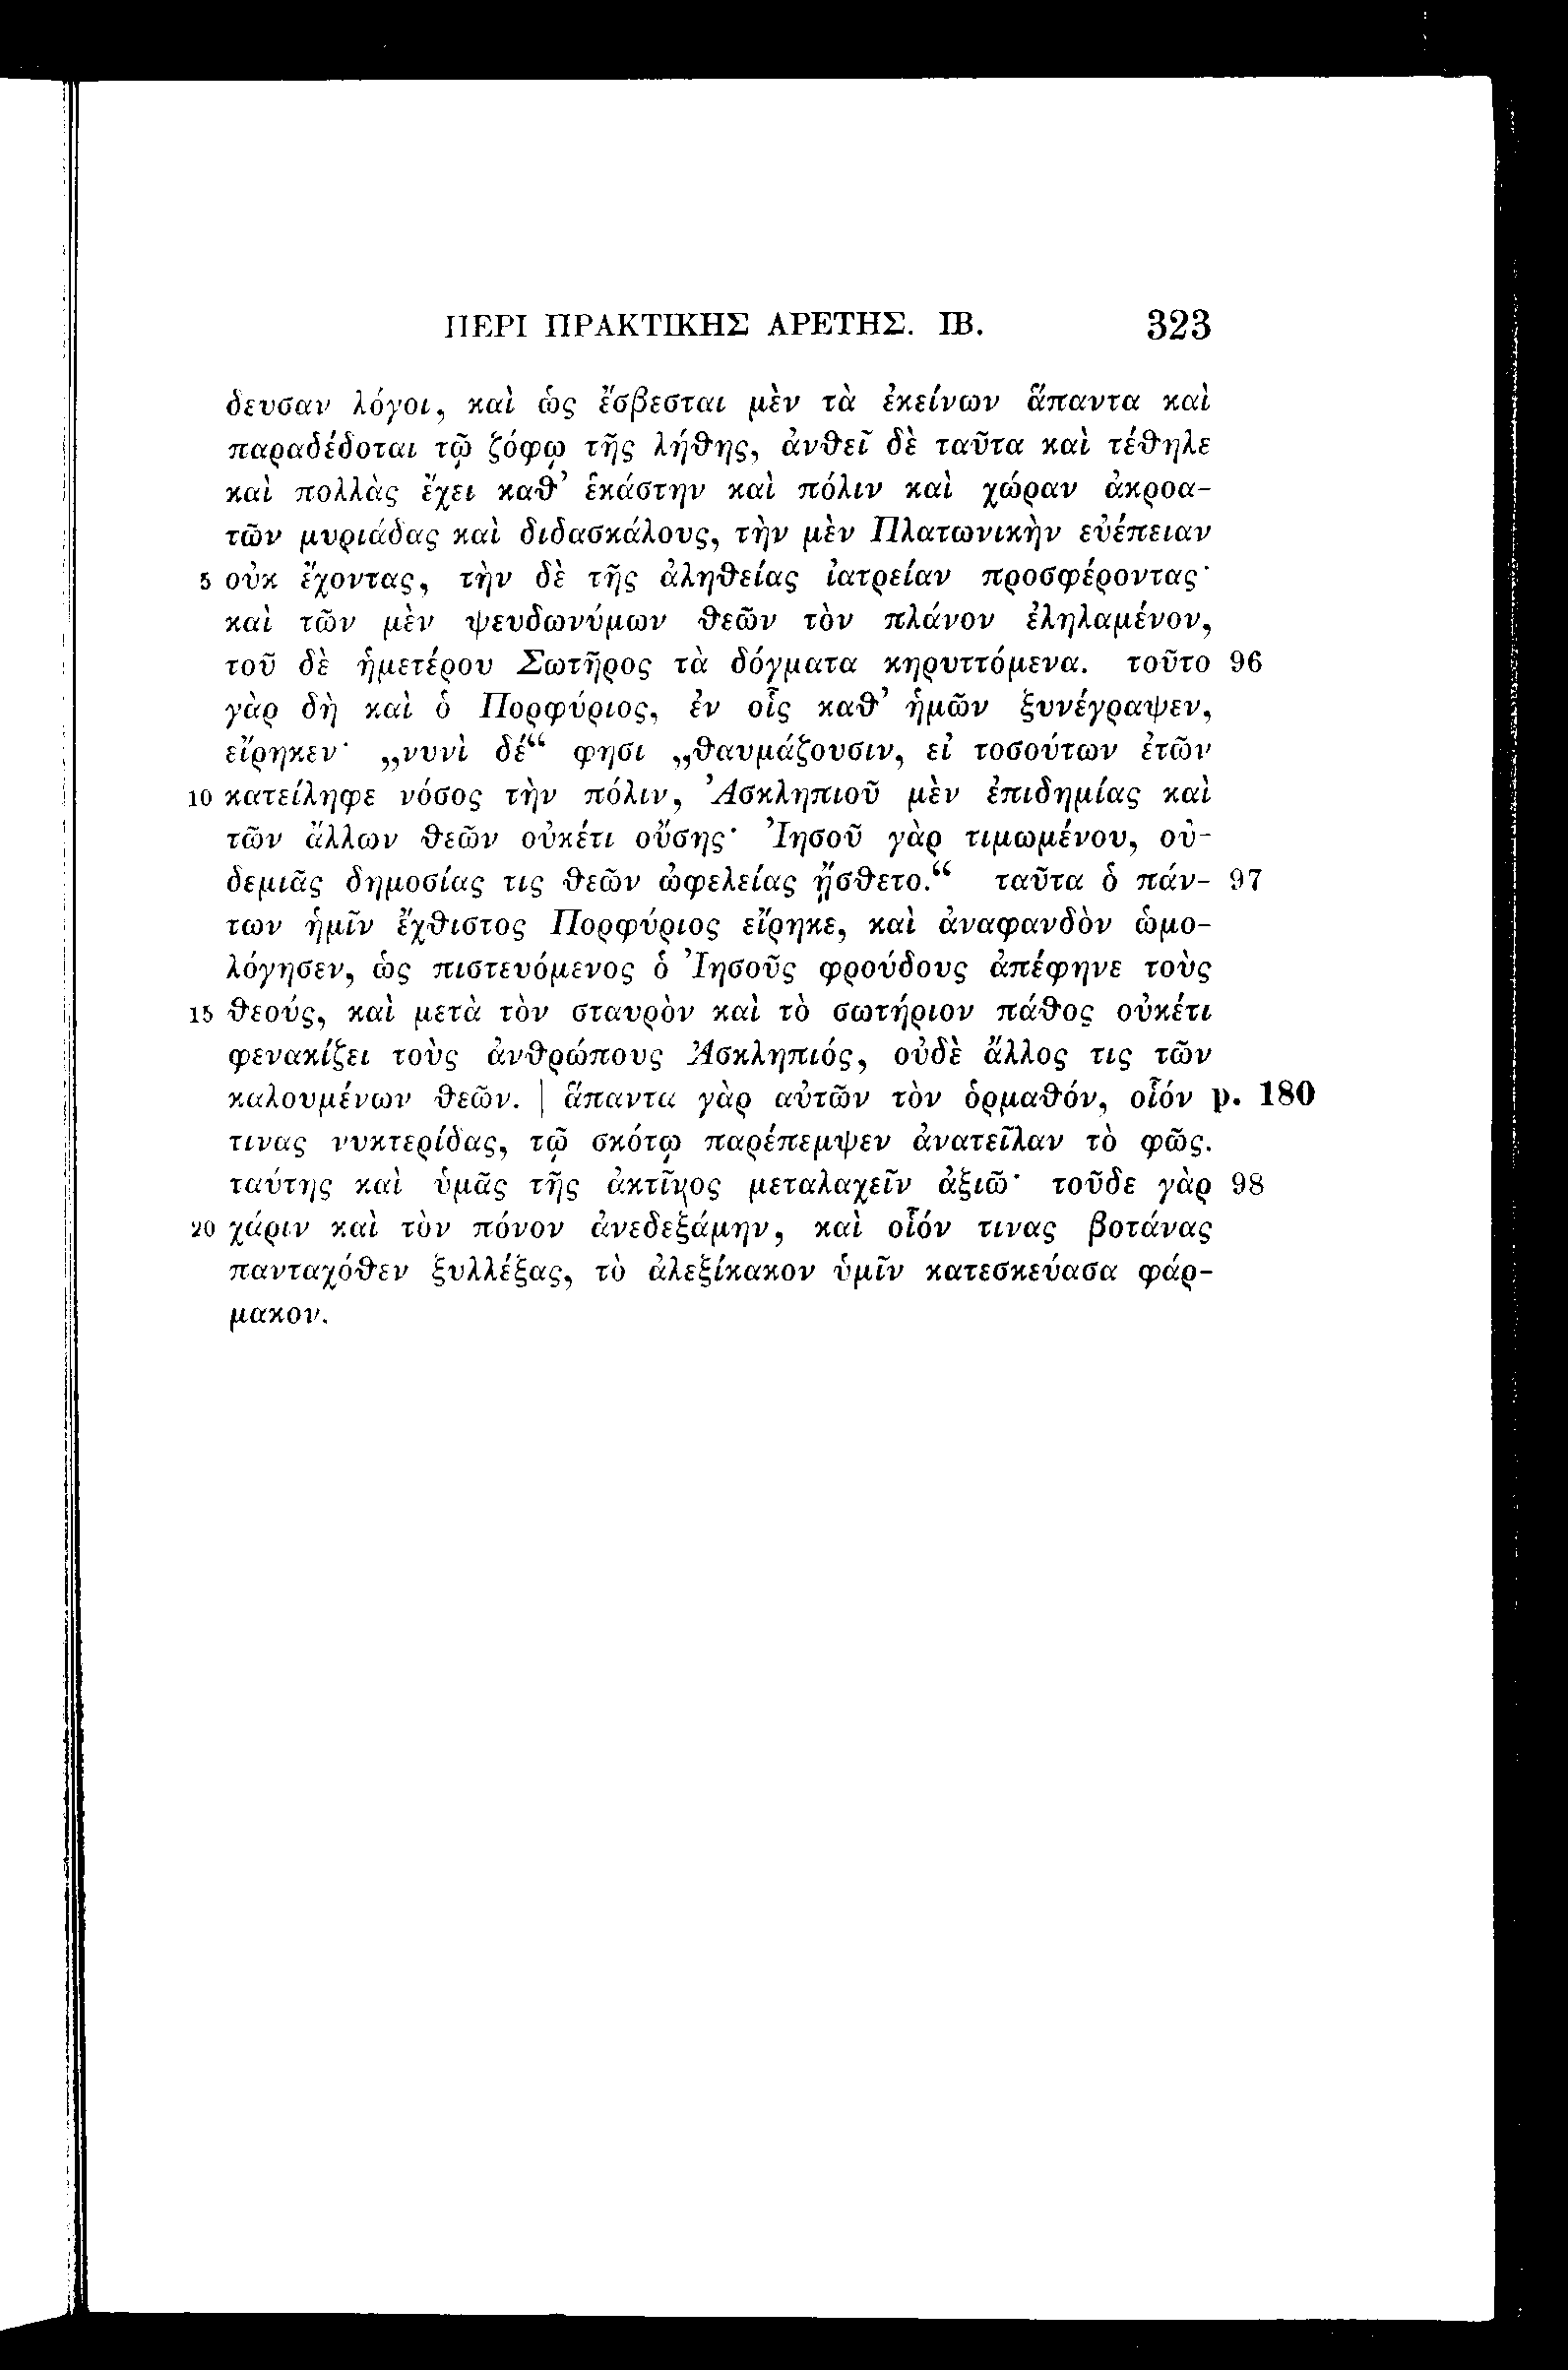 ΠΕΡΙ ΠΡΑΚΤΙΚΗΣ ΑΡΕΤΗΣ. ΙΒ. 323
δευσαν λόγοι, καὶ ὡς ἔσβεσται μὲν τὰ ἐκείνων ἅπαντα καὶ
παραδέδοται τῷ ζόφῳ τῆς λήθης, ἀνθεῖ δὲ ταῦτα καὶ τέθηλε
καὶ πολλὰς ἔχει καθ’ ἑκάστην καὶ πόλιν καὶ χώραν ἀκροα-
τῶν μυριάδας καὶ διδασκάλους, τὴν μὲν Πλατωνικὴν εὐέπειαν
5 οὐκ ἔχοντας, τὴν δὲ τῆς ἀληθείας ἰατρείαν προσφέροντας·
καὶ τῶν μὲν ψευδωνύμων θεῶν τὸν πλάνον ἐληλαμένον,
τοῦ δὲ ἡμετέρου Σωτῆρος τὰ δόγματα κηρυττόμενα. τοῦτο 96
γὰρ δὴ καὶ ὁ Πορφύριος, ἐν οἷς καθ’ ἡμῶν ξυνέγραψεν,
εἴρηκεν· „νυνὶ δέ“ φησι „θαυμάζουσιν, εἰ τοσούτων ἐτῶν
10 κατείληφε νόσος τὴν πόλιν, Ἀσκληπιοῦ μὲν ἐπιδημίας καὶ
τῶν ἄλλων θεῶν οὐκέτι οὔσης· Ἰησοῦ γὰρ τιμωμένου, οὐ-
δεμιᾶς δημοσίας τις θεῶν ὠφελείας ᾔσθετο.“ ταῦτα ὁ πάν- 97
των ἡμῖν ἔχθιστος Πορφύριος εἴρηκε, καὶ ἀναφανδὸν ὡμο-
λόγησεν, ὡς πιστευόμενος ὁ Ἰησοῦς φρούδους ἀπέφηνε τοὺς
15 θεούς, καὶ μετὰ τὸν σταυρὸν καὶ τὸ σωτήριον πάθος οὐκέτι
φενακίζει τοὺς ἀνθρώπους Ἀσκληπιός, οὐδὲ ἄλλος τις τῶν
καλουμένων θεῶν. | ἅπαντα γὰρ αὐτῶν τὸν ὁρμαθόν, οἷόν p. 180
τινας νυκτερίδας, τῷ σκότῳ παρέπεμψεν ἀνατεῖλαν τὸ φῶς.
ταύτης καὶ ὑμᾶς τῆς ἀκτῖνος μεταλαχεῖν ἀξιῶ· τοῦδε γὰρ 98
20 χάριν καὶ τὸν πόνον ἀνεδεξάμην, καὶ οἷόν τινας βοτάνας
πανταχόθεν ξυλλέξας, τὸ ἀλεξίκακον ὑμῖν κατεσκεύασα φάρ-
μακον.